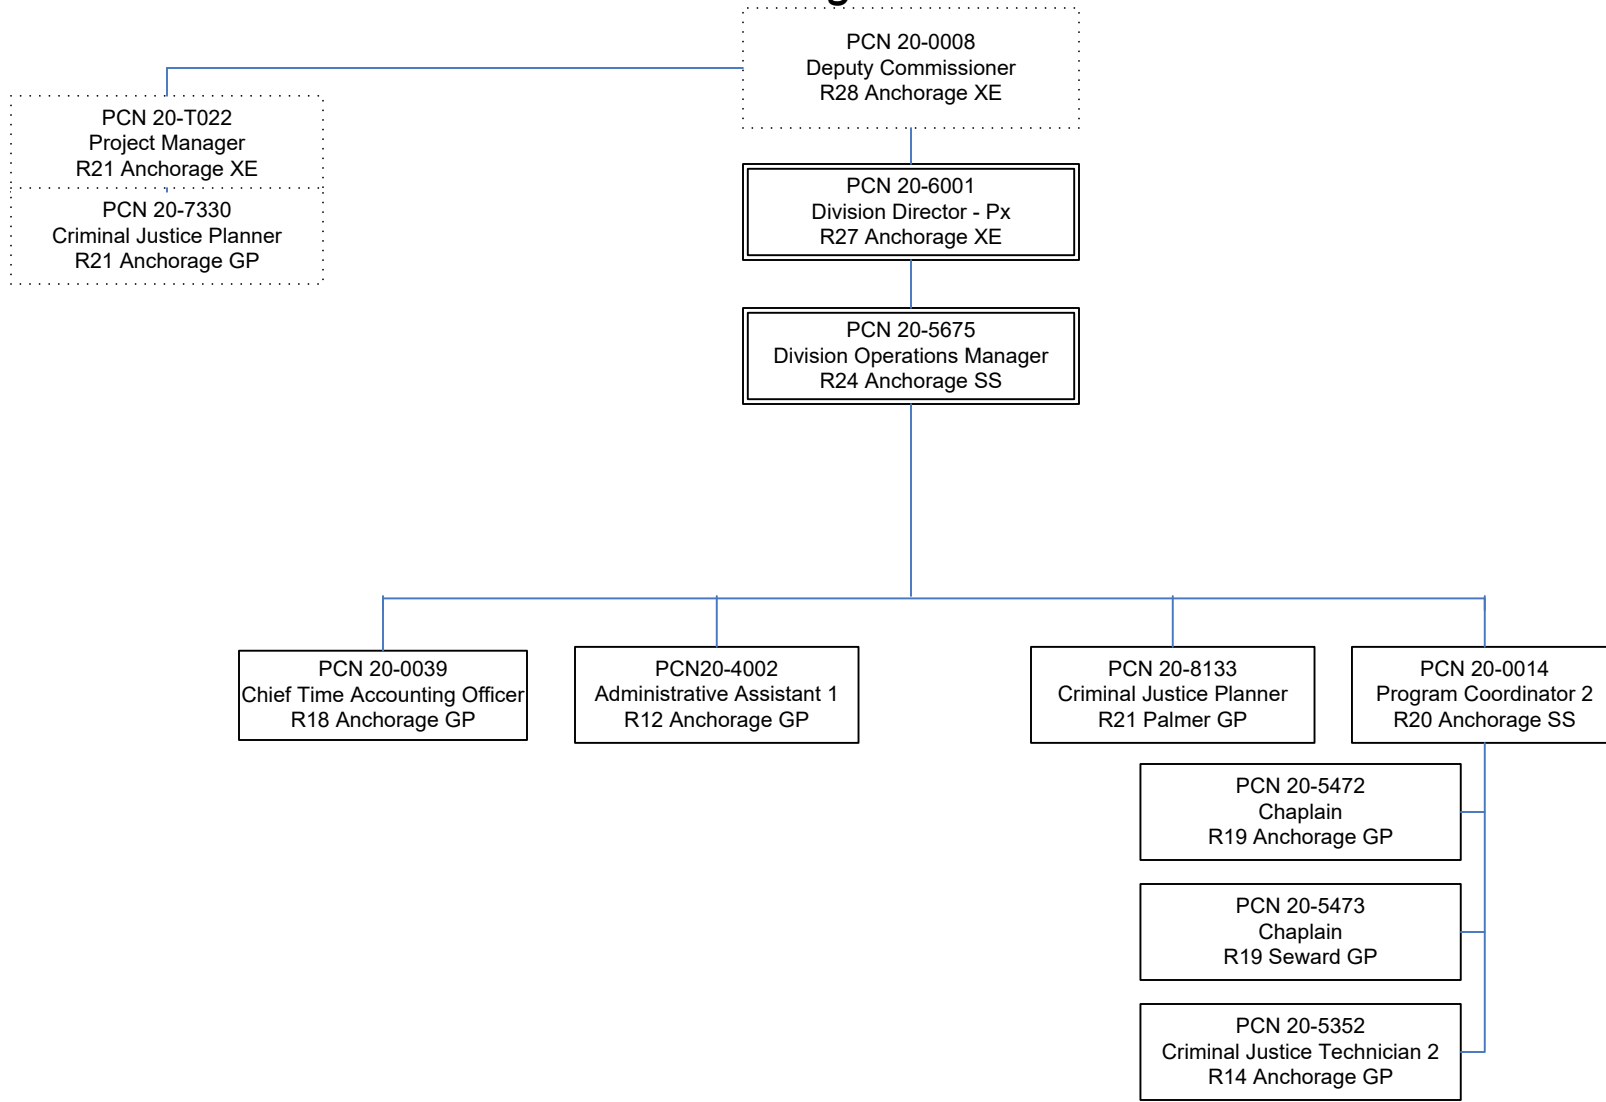 PCN 20-0008
Deputy Commissioner
R28 Anchorage XE
PCN 20-T022
Project Manager
R21 Anchorage XE
PCN 20-7330
Criminal Justice Planner
R21 Anchorage GP
PCN 20-6001
Division Director - Px
R27 Anchorage XE
PCN 20-5675
Division Operations Manager
R24 Anchorage SS
PCN 20-0039
Chief Time Accounting Officer
R18 Anchorage GP
PCN20-4002
Administrative Assistant 1
R12 Anchorage GP
PCN 20-8133
Criminal Justice Planner
R21 Palmer GP
PCN 20-0014
Program Coordinator 2
R20 Anchorage SS
PCN 20-5472
Chaplain
R19 Anchorage GP
PCN 20-5473
Chaplain
R19 Seward GP
PCN 20-5352
Criminal Justice Technician 2
R14 Anchorage GP